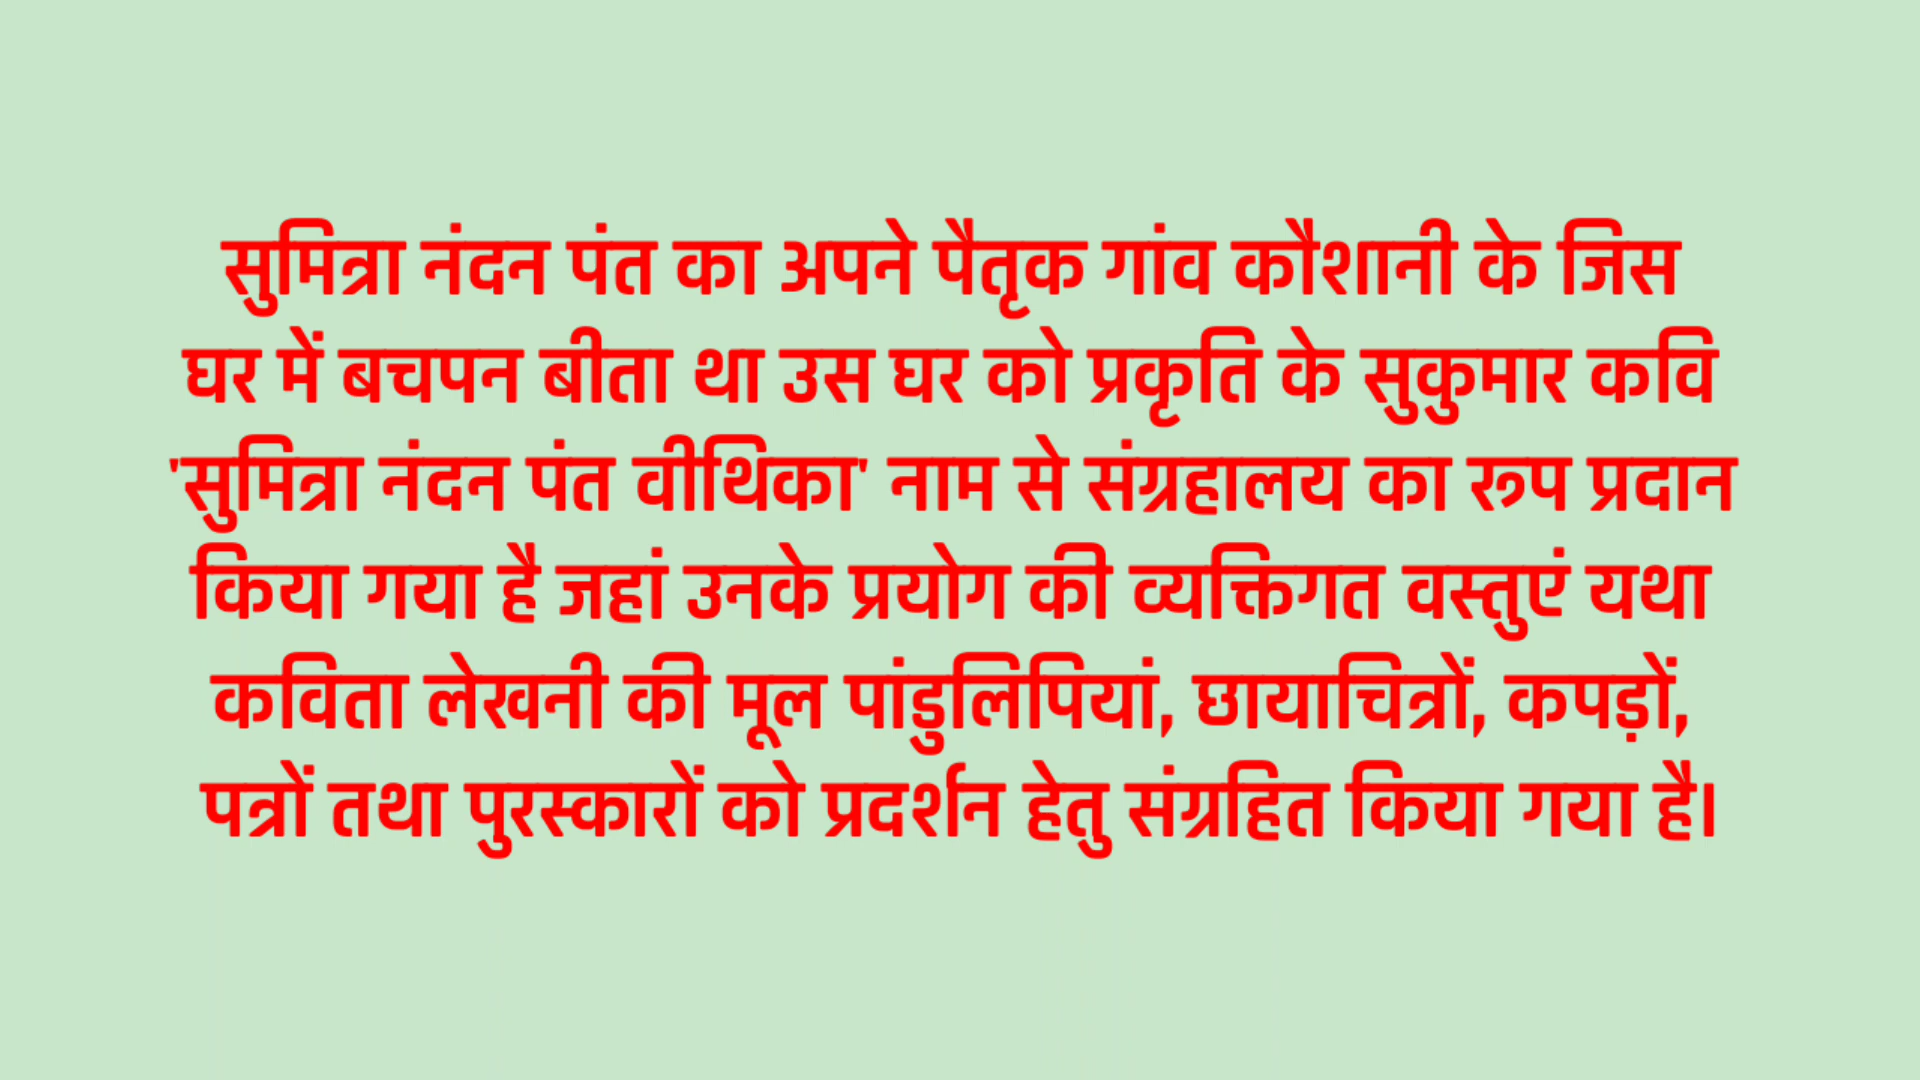 सुमित्रा नंदन पंत का अपने पैतृक गांव कौशानी के जिस
घर में बचपन बीता था उस घर को प्रकृति के सुकुमार कवि
'सुमित्रा नंदन पंत वीथिका' नाम से संग्रहालय का रूप प्रदान
किया गया है जहां उनके प्रयोग की व्यक्तिगत वस्तुएं यथा
कविता लेखनी की मूल पांडुलिपियां, छायाचित्रों, कपड़ों,
पत्रों तथा पुरस्कारों को प्रदर्शन हेतु संग्रहित किया गया है।